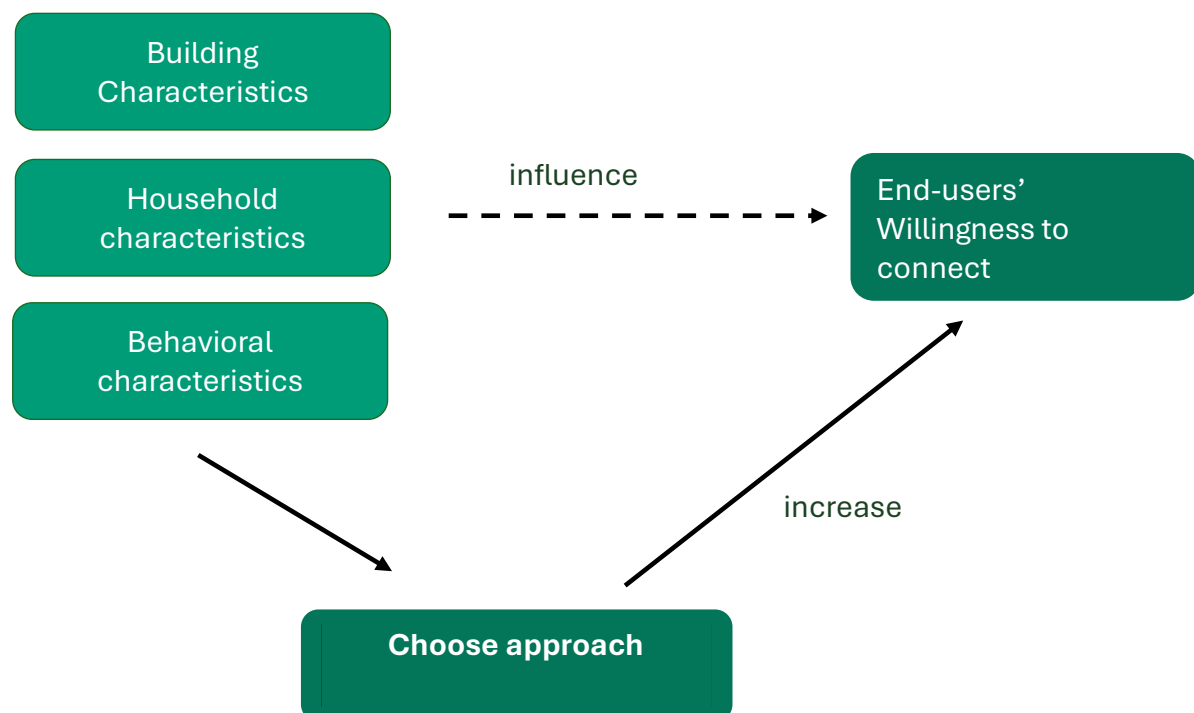 Building
Characteristics
Household
characteristics
Behavioral
characteristics
influence
End-users’
Willingness to
connect
increase
Choose approach